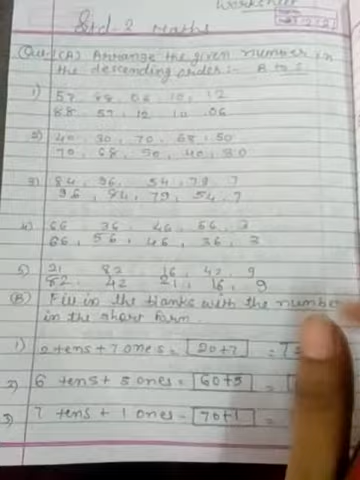 Worksheet
Std-2 Maths
Que-1 (A) Arrange the given number in
the descending order :-
1) 57, 88, 06, 10, 12
88 57, 12 10 .06
2) 40, 30, 70, 68, 50
70, 68, 50, 40, 30
3) 84, 96, 54, 79, 7
96, 84, 79, 54, 7
4) 66 36, 46, 56, 3
66, 56, 46, 36, 3
5) 21 82 16, 42, 9
82, 42 21, 16, 9
(B) Fill in the blanks with the number
in the short form.
1) tens + 7 ones = 20+7 =
2) 6 tens + 5 ones = 60+5 =
3) 7 tens + 1 ones = 70+1 =